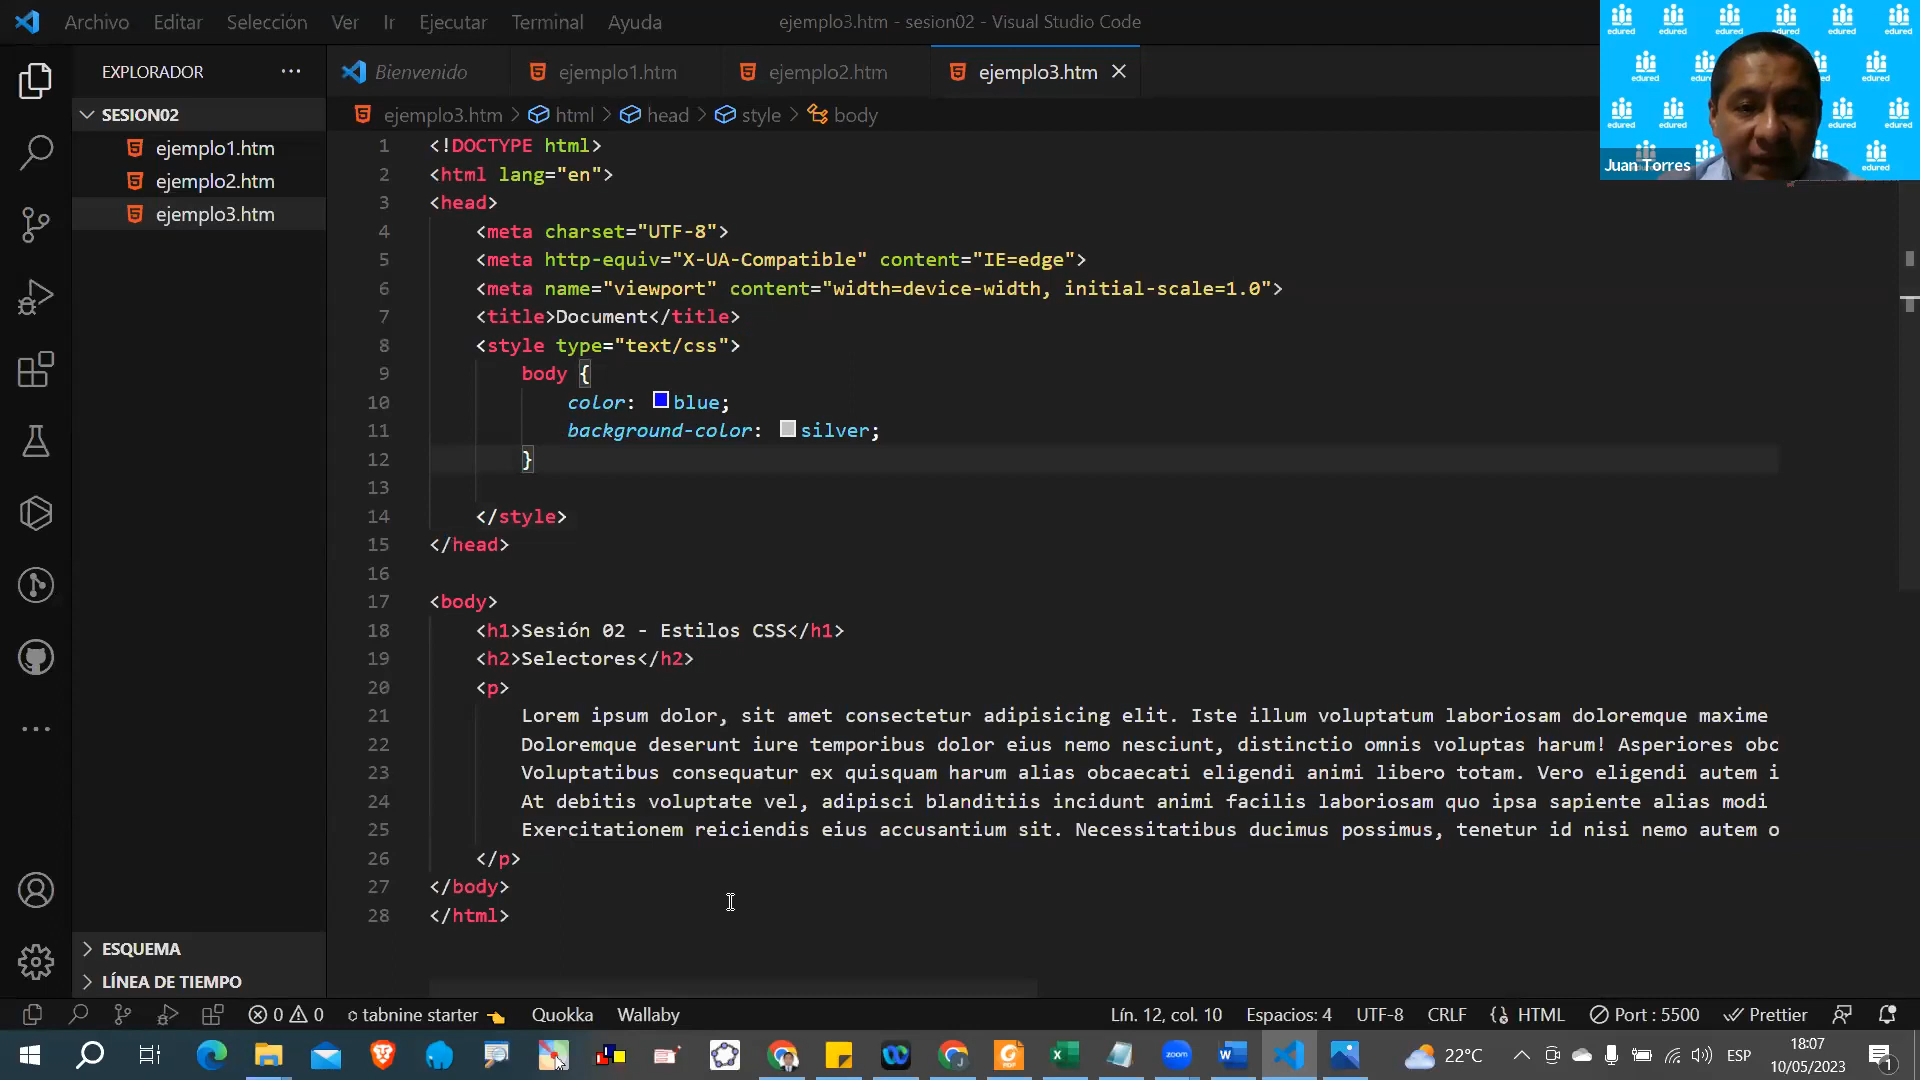 Archivo Editar Selección Ver Ir Ejecutar Terminal Ayuda
ejemplo3.htm - sesion02 - Visual Studio Code
EXPLORADOR
Bienvenido
ejemplo1.htm
ejemplo2.htm
ejemplo3.htm
SESION02
ejemplo1.htm
ejemplo2.htm
ejemplo3.htm
ejemplo3.htm > html > head > style > body
1 <!DOCTYPE html>
2 <html lang="en">
3 <head>
4 <meta charset="UTF-8">
5 <meta http-equiv="X-UA-Compatible" content="IE=edge">
6 <meta name="viewport" content="width=device-width, initial-scale=1.0">
7 <title>Document</title>
8 <style type="text/css">
9 body {
10 color: blue;
11 background-color: silver;
12 }
13
14 </style>
15 </head>
16
17 <body>
18 <h1>Sesión 02 - Estilos CSS</h1>
19 <h2>Selectores</h2>
20 <p>
21 Lorem ipsum dolor, sit amet consectetur adipisicing elit. Iste illum voluptatum laboriosam doloremque maxime
22 Doloremque deserunt iure temporibus dolor eius nemo nesciunt, distinctio omnis voluptas harum! Asperiores obc
23 Voluptatibus consequatur ex quisquam harum alias obcaecati eligendi animi libero totam. Vero eligendi autem i
24 At debitis voluptate vel, adipisci blanditiis incidunt animi facilis laboriosam quo ipsa sapiente alias modi
25 Exercitationem reiciendis eius accusantium sit. Necessitatibus ducimus possimus, tenetur id nisi nemo autem o
26 </p>
27 </body>
28 </html>
edured
Juan Torres
ESQUEMA
LÍNEA DE TIEMPO
0 0 tabnine starter Quokka Wallaby
Lín. 12, col. 10 Espacios: 4 UTF-8 CRLF HTML Port : 5500 Prettier
zoom
22°C
ESP
18:07
10/05/2023
1